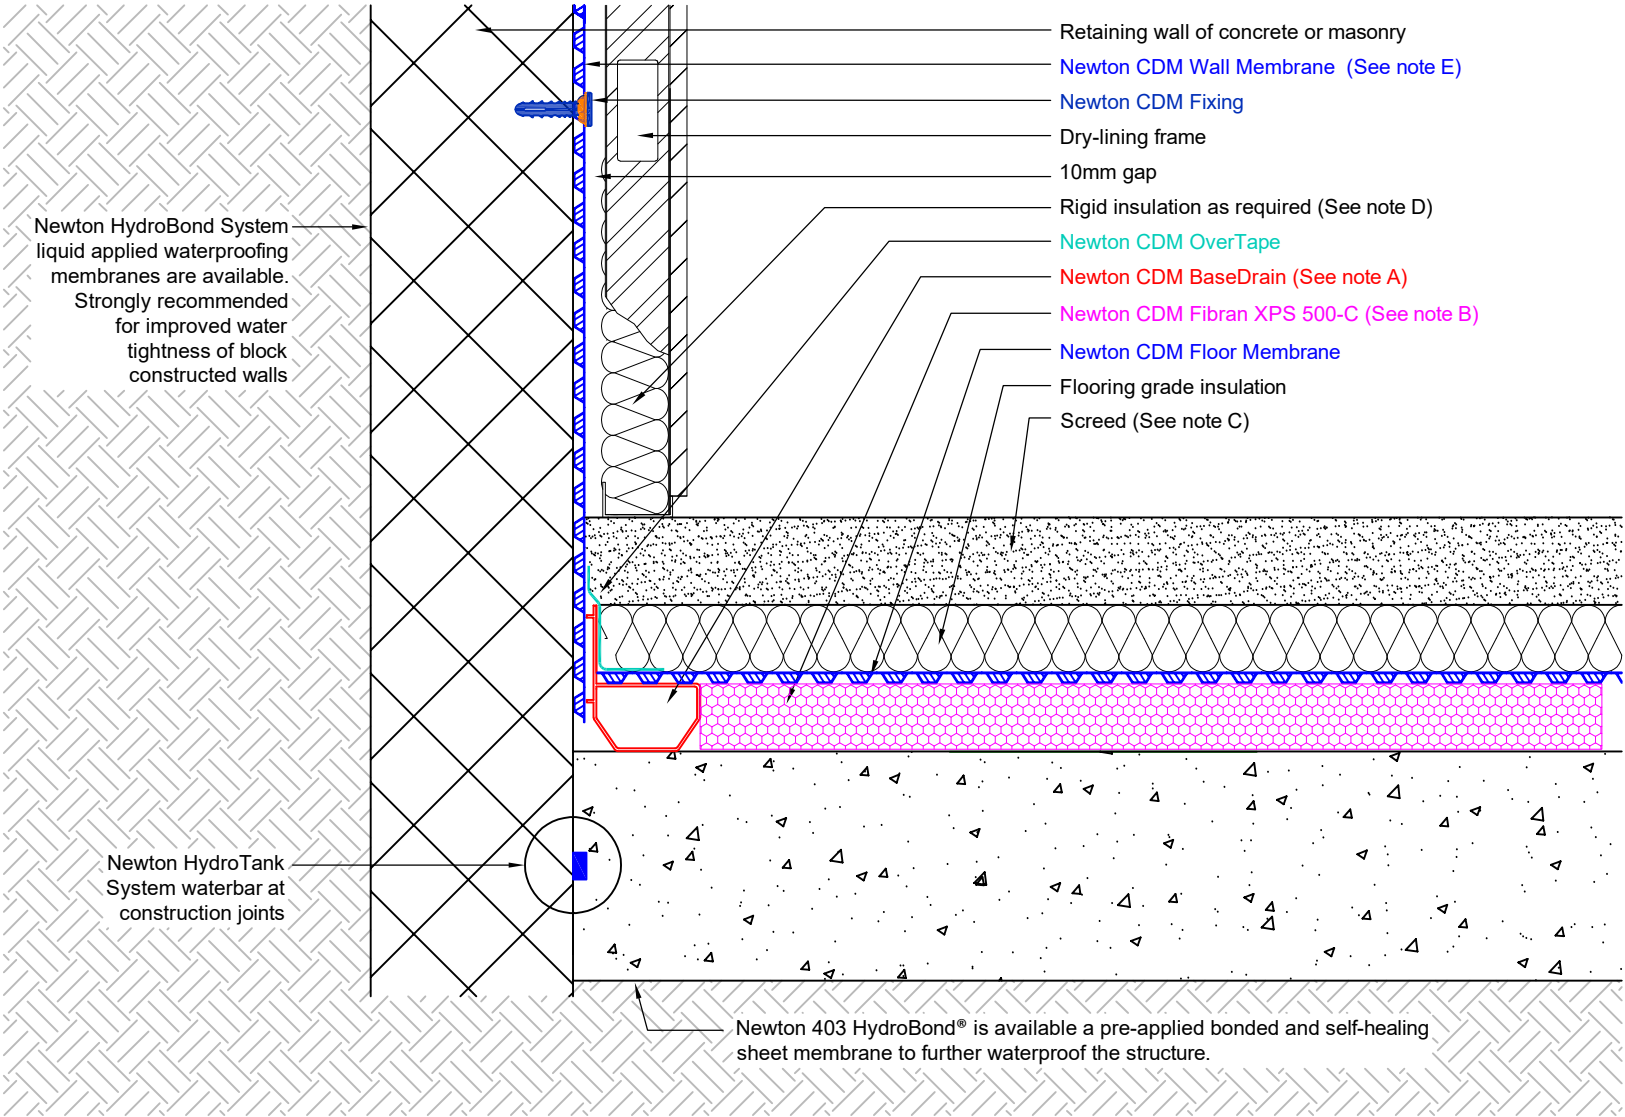 Retaining wall of concrete or masonry
Newton CDM Wall Membrane (See note E)
Newton CDM Fixing
Dry-lining frame
10mm gap
Rigid insulation as required (See note D)
Newton CDM OverTape
Newton CDM BaseDrain (See note A)
Newton CDM Fibran XPS 500-C (See note B)
Newton CDM Floor Membrane
Flooring grade insulation
Screed (See note C)
Newton HydroBond System
liquid applied waterproofing
membranes are available.
Strongly recommended
for improved water
tightness of block
constructed walls
Newton HydroTank
System waterbar at
construction joints
Newton 403 HydroBond® is available a pre-applied bonded and self-healing
sheet membrane to further waterproof the structure.